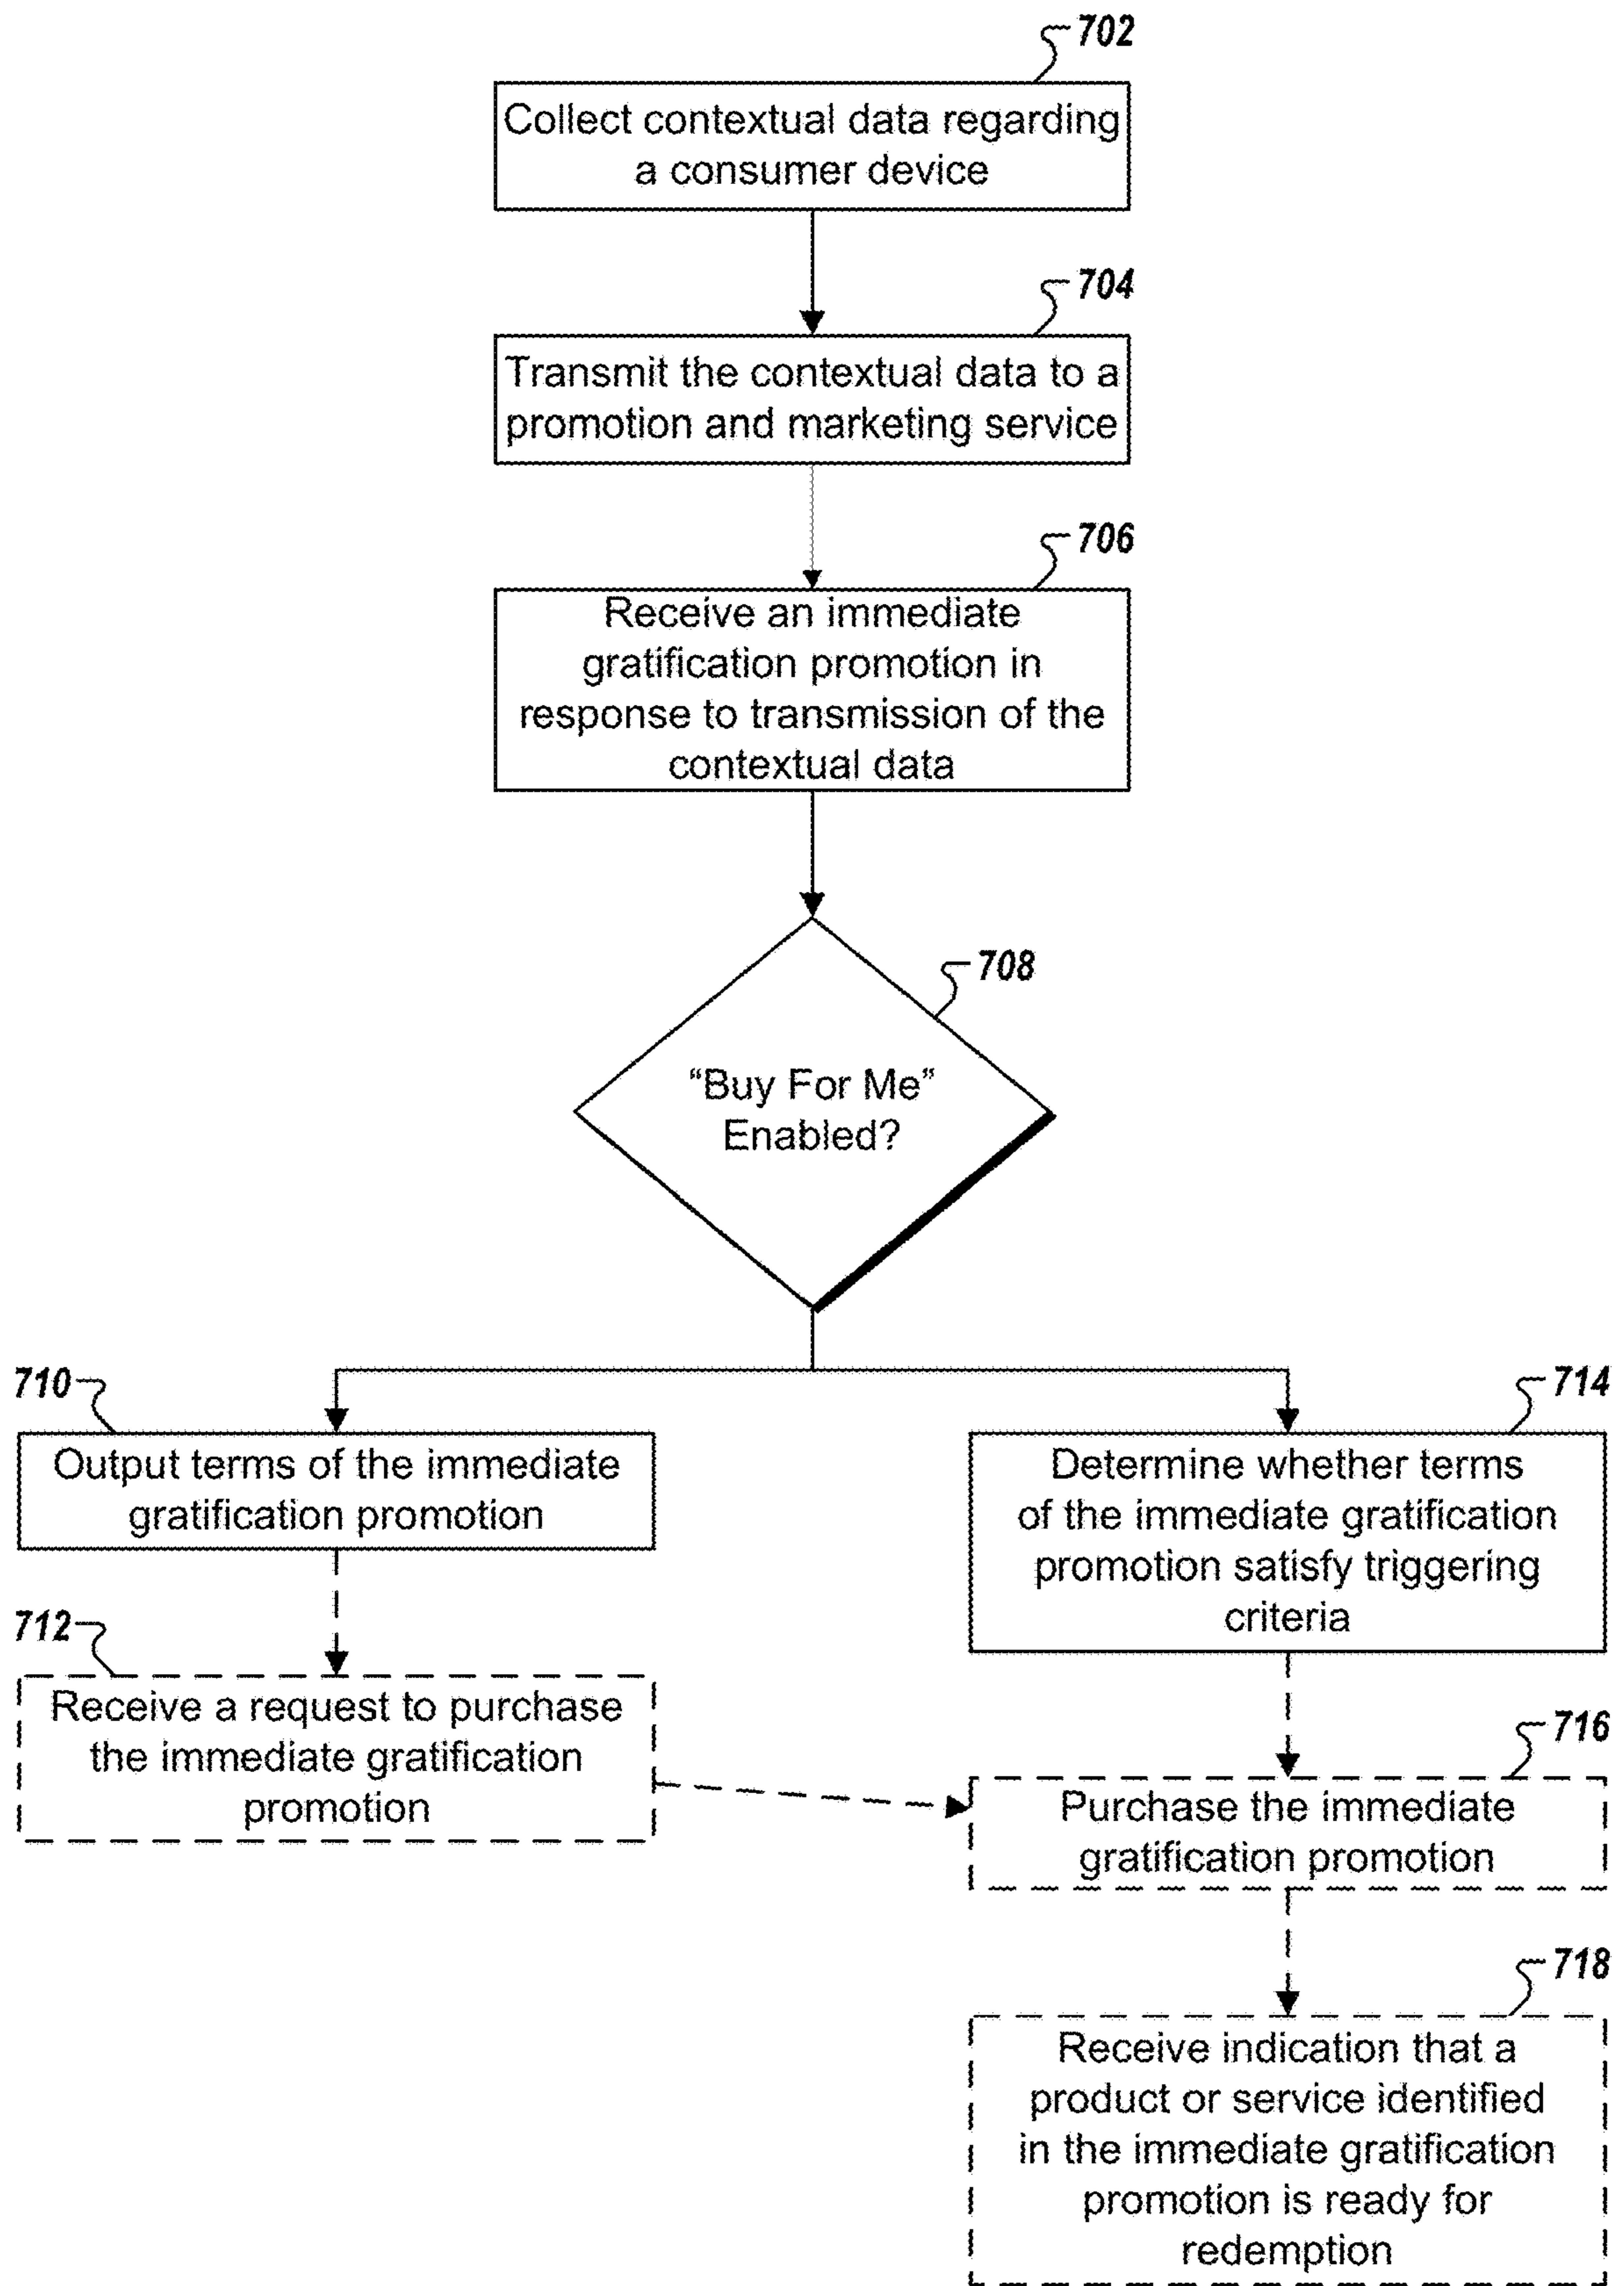 702
Collect contextual data regarding
a consumer device
704
Transmit the contextual data to a
promotion and marketing service
706
Receive an immediate
gratification promotion in
response to transmission of the
contextual data
708
“Buy For Me”
Enabled?
710
Output terms of the immediate
gratification promotion
712
Receive a request to purchase
the immediate gratification
promotion
714
Determine whether terms
of the immediate gratification
promotion satisfy triggering
criteria
716
Purchase the immediate
gratification promotion
718
Receive indication that a
product or service identified
in the immediate gratification
promotion is ready for
redemption